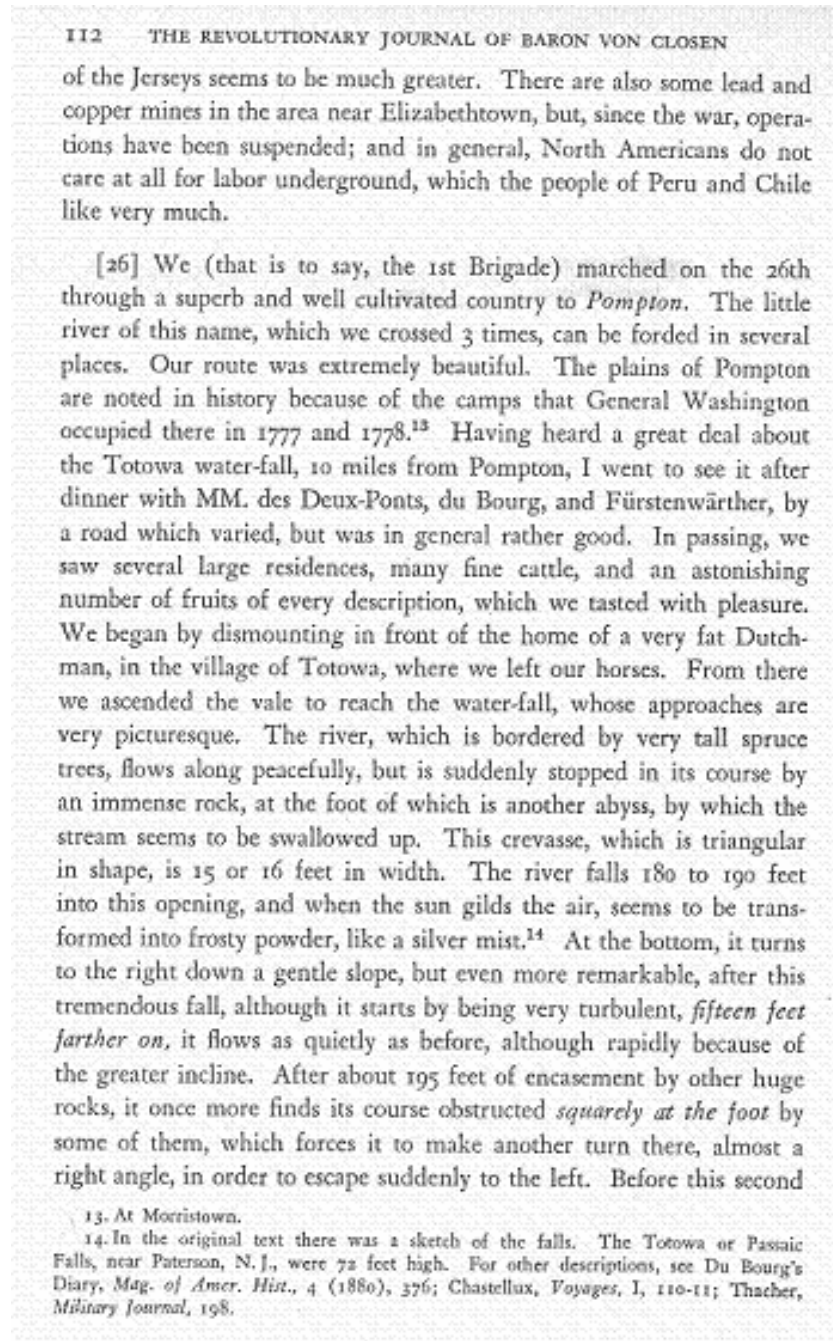 112 THE REVOLUTIONARY JOURNAL OF BARON VON CLOSEN
of the Jerseys seems to be much greater. There are also some lead and
copper mines in the area near Elizabethtown, but, since the war, opera-
tions have been suspended; and in general, North Americans do not
care at all for labor underground, which the people of Peru and Chile
like very much.
[26] We (that is to say, the 1st Brigade) marched on the 26th
through a superb and well cultivated country to Pompton. The little
river of this name, which we crossed 3 times, can be forded in several
places. Our route was extremely beautiful. The plains of Pompton
are noted in history because of the camps that General Washington
occupied there in 1777 and 1778.13 Having heard a great deal about
the Totowa water-fall, 10 miles from Pompton, I went to see it after
dinner with MM. des Deux-Ponts, du Bourg, and Fürstenwärther, by
a road which varied, but was in general rather good. In passing, we
saw several large residences, many fine cattle, and an astonishing
number of fruits of every description, which we tasted with pleasure.
We began by dismounting in front of the home of a very fat Dutch-
man, in the village of Totowa, where we left our horses. From there
we ascended the vale to reach the water-fall, whose approaches are
very picturesque. The river, which is bordered by very tall spruce
trees, flows along peacefully, but is suddenly stopped in its course by
an immense rock, at the foot of which is another abyss, by which the
stream seems to be swallowed up. This crevasse, which is triangular
in shape, is 15 or 16 feet in width. The river falls 180 to 190 feet
into this opening, and when the sun gilds the air, seems to be trans-
formed into frosty powder, like a silver mist.14 At the bottom, it turns
to the right down a gentle slope, but even more remarkable, after this
tremendous fall, although it starts by being very turbulent, fifteen feet
farther on, it flows as quietly as before, although rapidly because of
the greater incline. After about 195 feet of encasement by other huge
rocks, it once more finds its course obstructed squarely at the foot by
some of them, which forces it to make another turn there, almost a
right angle, in order to escape suddenly to the left. Before this second
13. At Morristown.
14. In the original text there was a sketch of the falls. The Totowa or Passaic
Falls, near Paterson, N. J., were 72 feet high. For other descriptions, see Du Bourg's
Diary, Mag. of Amer. Hist., 4 (1880), 376; Chastellux, Voyages, I, 110-11; Thacher,
Military Journal, 198.